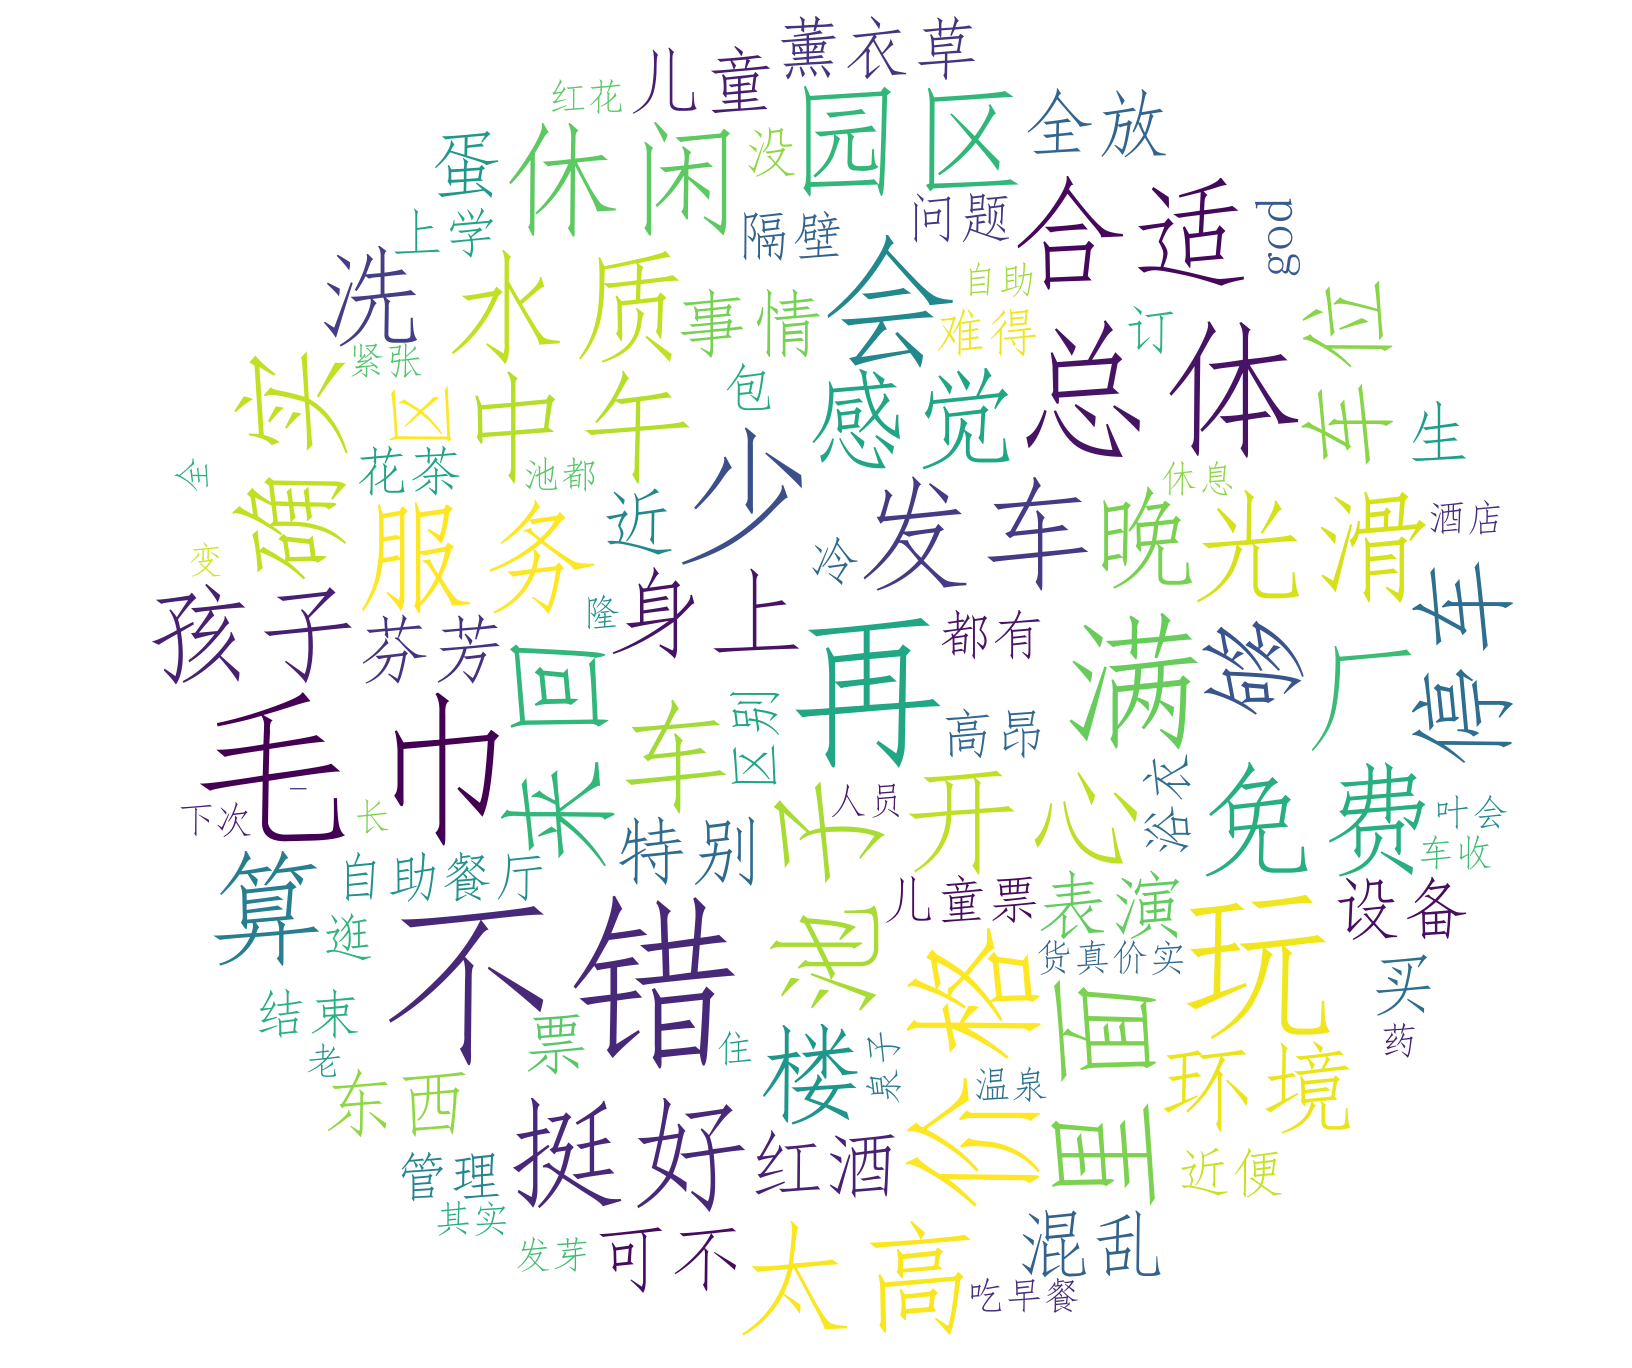 薰衣草
儿童
红花
园区
全放
休闲
没
蛋
上学
隔壁
问题
合适
pog
洗
水质
事情
会
自助
难得
订
车位
紧张
确实
区
中午
包
感觉
总体
生
全
花茶
池都
近
少
休息
变
服务
冷
发车
晚
光滑
酒店
孩子
芬芳
隆
身上
都有
满
够
厂
停车
回来
再
区别
高昂
毛巾
车
一
下次
长
池子
人员
开心
浴衣
免费
叶会
车收
算
自助餐厅
特别
逛
儿童票
表演
设备
不错
价格
货真价实
玩
买
结束
老
票
住
楼
泉子
温泉
里面
药
东西
环境
挺好
红酒
近便
管理
其实
发芽
可不
太高
混乱
吃早餐